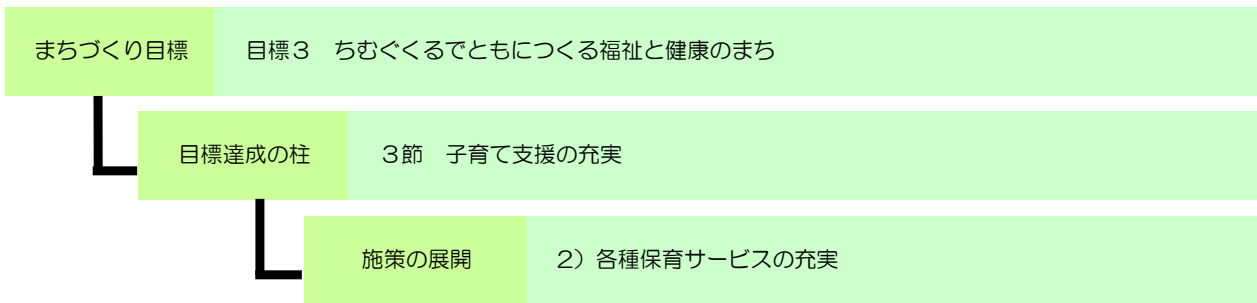 まちづくり目標 目標3 ちむぐくるでともにつくる福祉と健康のまち
目標達成の柱 3節 子育て支援の充実
施策の展開 2)各種保育サービスの充実